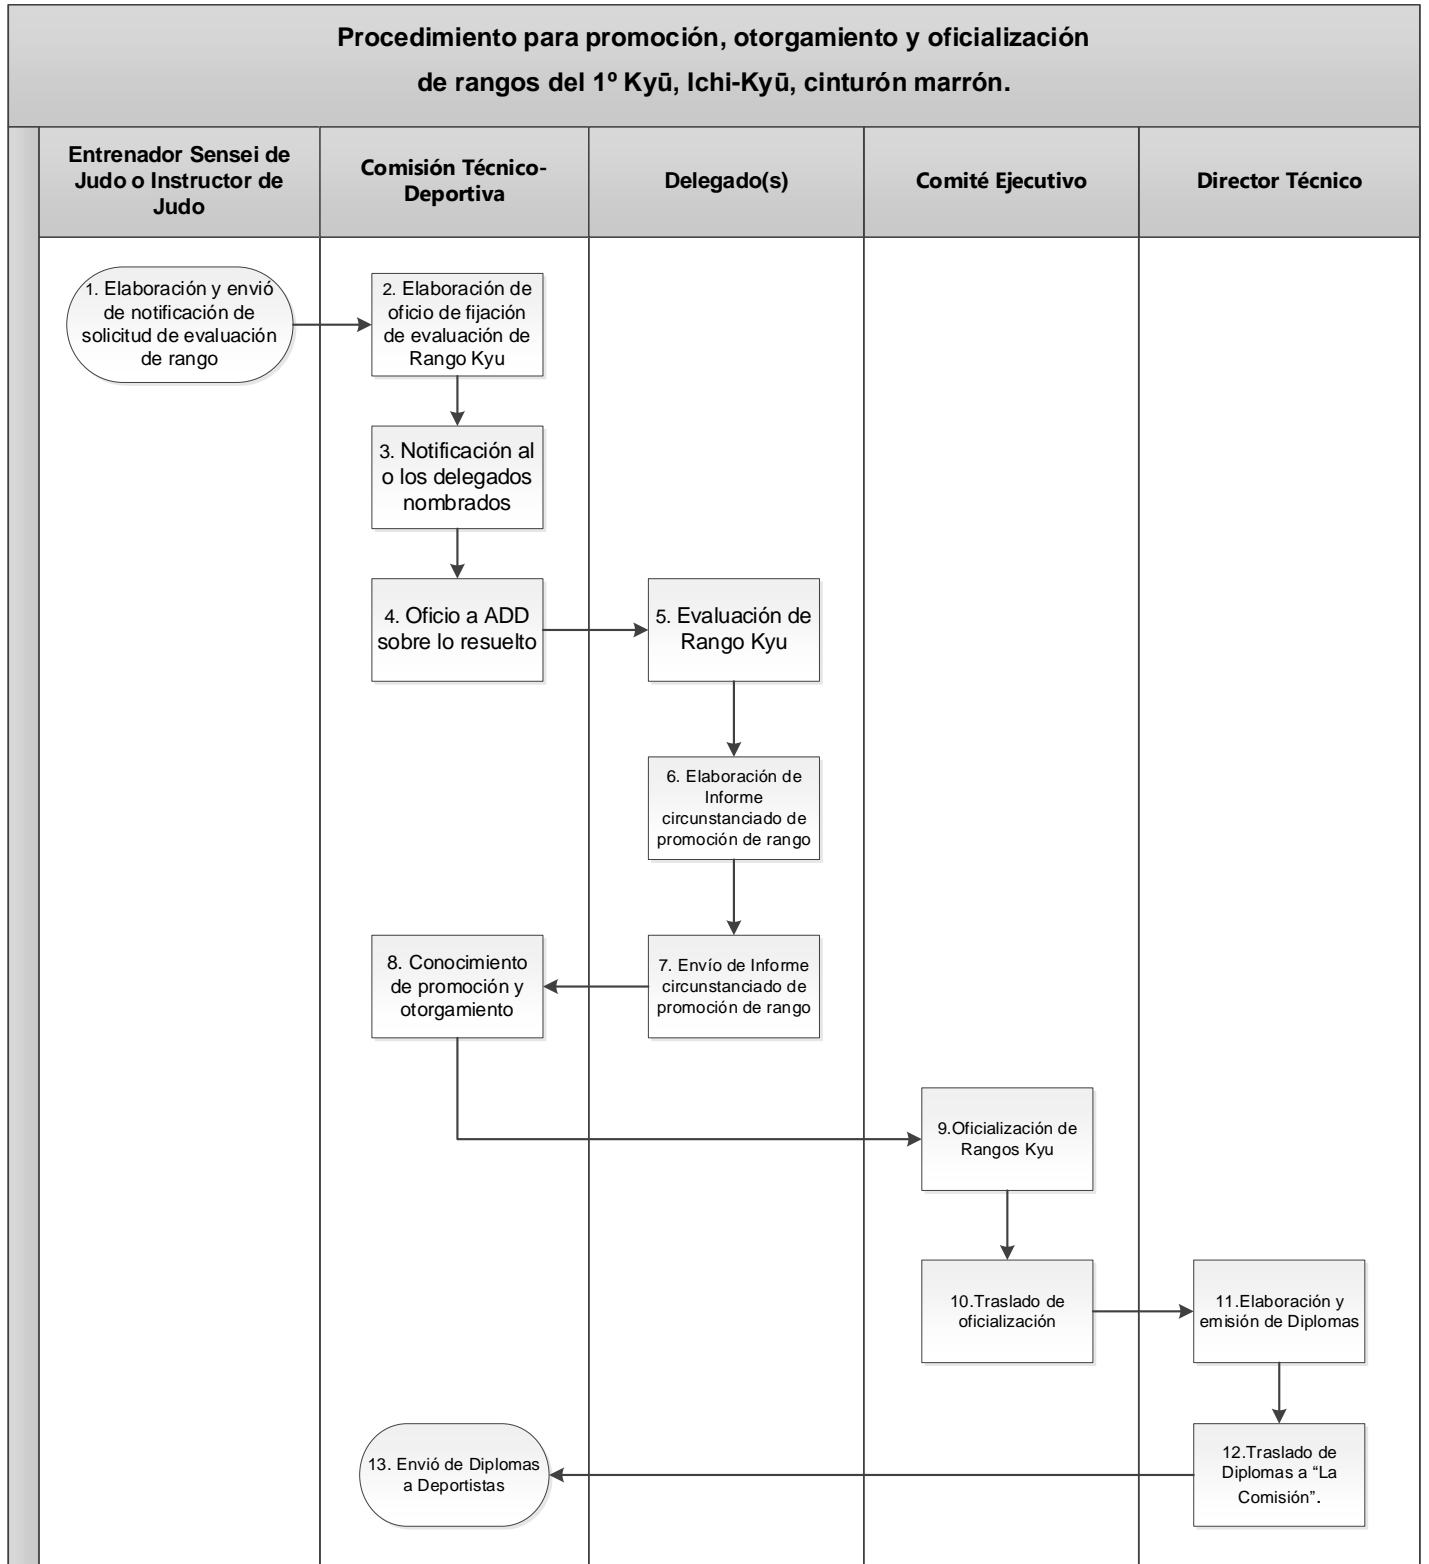 Procedimiento para promoción, otorgamiento y oficialización
de rangos del 1º Kyū, Ichi-Kyū, cinturón marrón.
Entrenador Sensei de
Judo o Instructor de
Judo
Comisión Técnico-
Deportiva
Delegado(s)
Comité Ejecutivo
Director Técnico
1. Elaboración y envió
de notificación de
solicitud de evaluación
de rango
2. Elaboración de
oficio de fijación
de evaluación de
Rango Kyu
3. Notificación al
o los delegados
nombrados
4. Oficio a ADD
sobre lo resuelto
5. Evaluación de
Rango Kyu
6. Elaboración de
Informe
circunstanciado de
promoción de rango
7. Envío de Informe
circunstanciado de
promoción de rango
8. Conocimiento
de promoción y
otorgamiento
9.Oficialización de
Rangos Kyu
10.Traslado de
oficialización
11.Elaboración y
emisión de Diplomas
12.Traslado de
Diplomas a “La
Comisión”.
13. Envió de Diplomas
a Deportistas